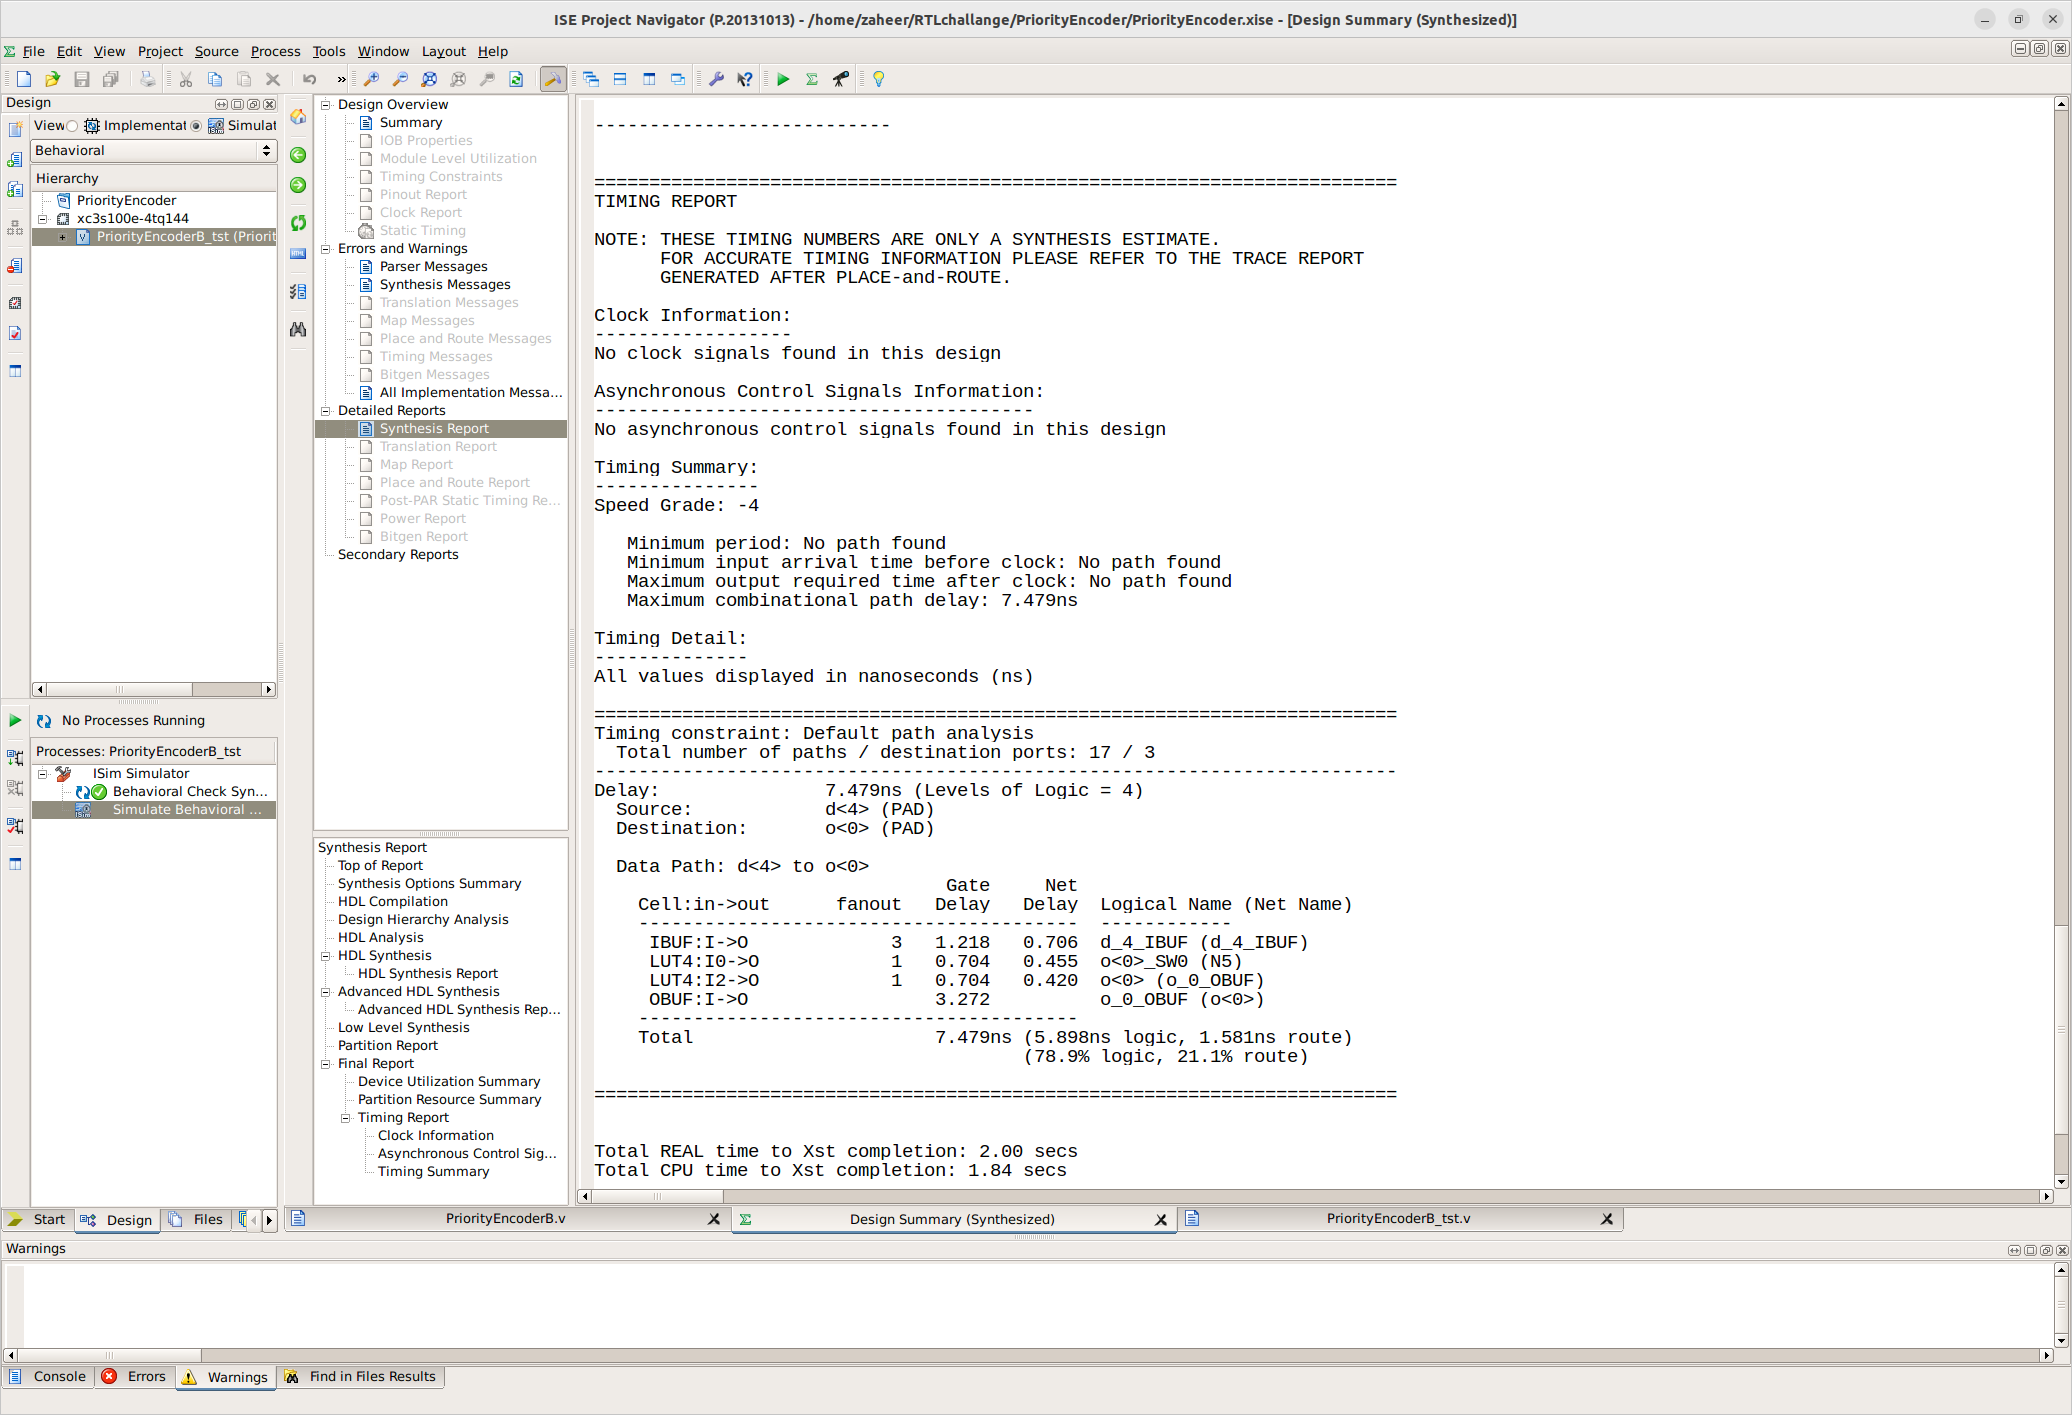 ISE Project Navigator (P.20131013) - /home/zaheer/RTLchallange/PriorityEncoder/PriorityEncoder.xise - [Design Summary (Synthesized)]
File Edit View Project Source Process Tools Window Layout Help
»
Design
View Implementat Simulat
Behavioral
Hierarchy
PriorityEncoder
xc3s100e-4tq144
PriorityEncoderB_tst (Priorit
No Processes Running
Processes: PriorityEncoderB_tst
ISim Simulator
Behavioral Check Syn...
Simulate Behavioral ...
Start Design Files
Design Overview
Summary
IOB Properties
Module Level Utilization
Timing Constraints
Pinout Report
Clock Report
Static Timing
Errors and Warnings
Parser Messages
Synthesis Messages
Translation Messages
Map Messages
Place and Route Messages
Timing Messages
Bitgen Messages
All Implementation Messa...
Detailed Reports
Synthesis Report
Translation Report
Map Report
Place and Route Report
Post-PAR Static Timing Re...
Power Report
Bitgen Report
Secondary Reports
Synthesis Report
Top of Report
Synthesis Options Summary
HDL Compilation
Design Hierarchy Analysis
HDL Analysis
HDL Synthesis
HDL Synthesis Report
Advanced HDL Synthesis
Advanced HDL Synthesis Rep...
Low Level Synthesis
Partition Report
Final Report
Device Utilization Summary
Partition Resource Summary
Timing Report
Clock Information
Asynchronous Control Sig...
Timing Summary
---------------------------
=========================================================================
TIMING REPORT
NOTE: THESE TIMING NUMBERS ARE ONLY A SYNTHESIS ESTIMATE.
FOR ACCURATE TIMING INFORMATION PLEASE REFER TO THE TRACE REPORT
GENERATED AFTER PLACE-and-ROUTE.
Clock Information:
------------------
No clock signals found in this design
Asynchronous Control Signals Information:
----------------------------------------
No asynchronous control signals found in this design
Timing Summary:
---------------
Speed Grade: -4
Minimum period: No path found
Minimum input arrival time before clock: No path found
Maximum output required time after clock: No path found
Maximum combinational path delay: 7.479ns
Timing Detail:
--------------
All values displayed in nanoseconds (ns)
=========================================================================
Timing constraint: Default path analysis
Total number of paths / destination ports: 17 / 3
-------------------------------------------------------------------------
Delay: 7.479ns (Levels of Logic = 4)
Source: d<4> (PAD)
Destination: o<0> (PAD)
Data Path: d<4> to o<0>
Gate Net
Cell:in->out fanout Delay Delay Logical Name (Net Name)
---------------------------------------- ------------
IBUF:I->O 3 1.218 0.706 d_4_IBUF (d_4_IBUF)
LUT4:I0->O 1 0.704 0.455 o<0>_SW0 (N5)
LUT4:I2->O 1 0.704 0.420 o<0> (o_0_OBUF)
OBUF:I->O 3.272 o_0_OBUF (o<0>)
----------------------------------------
Total 7.479ns (5.898ns logic, 1.581ns route)
(78.9% logic, 21.1% route)
=========================================================================
Total REAL time to Xst completion: 2.00 secs
Total CPU time to Xst completion: 1.84 secs
PriorityEncoderB.v Design Summary (Synthesized) PriorityEncoderB_tst.v
Warnings
Console Errors Warnings Find in Files Results